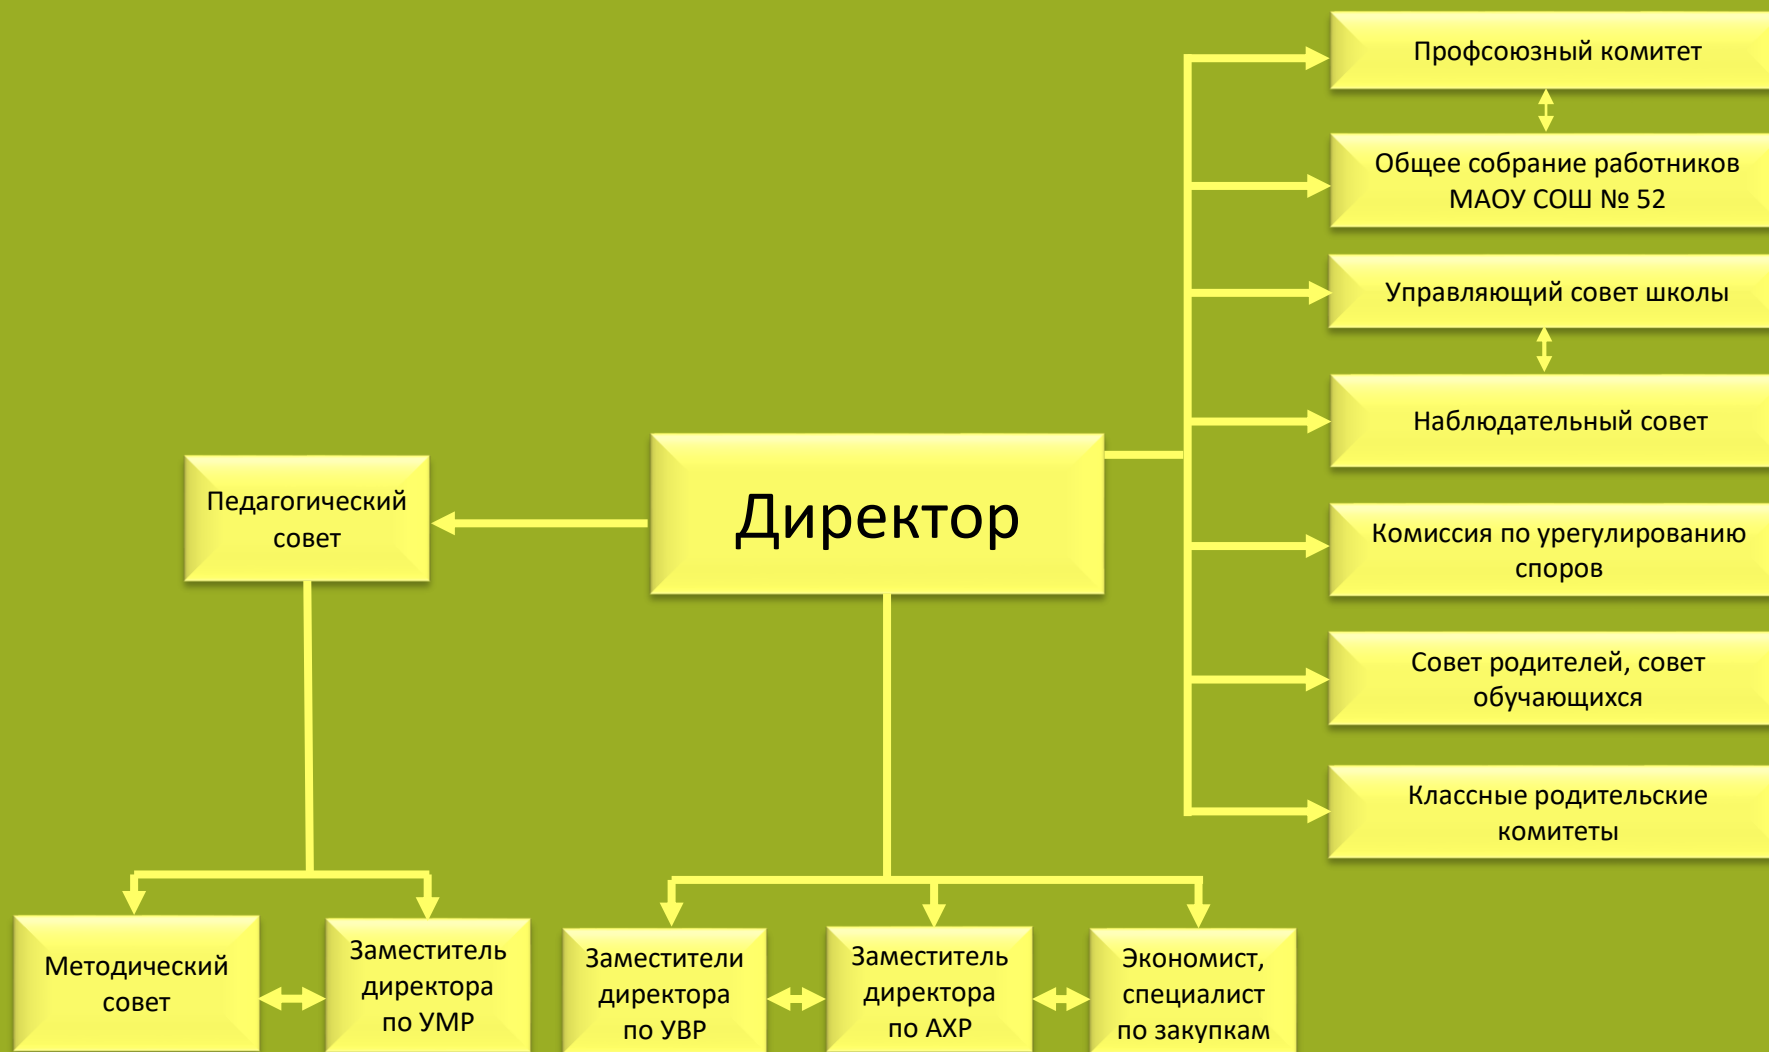 Профсоюзный комитет
Общее собрание работников
МАОУ СОШ № 52
Управляющий совет школы
Наблюдательный совет
Педагогический
совет
Директор
Комиссия по урегулированию
споров
Совет родителей, совет
обучающихся
Классные родительские
комитеты
Методический
совет
Заместитель
директора
по УМР
Заместители
директора
по УВР
Заместитель
директора
по АХР
Экономист,
специалист
по закупкам